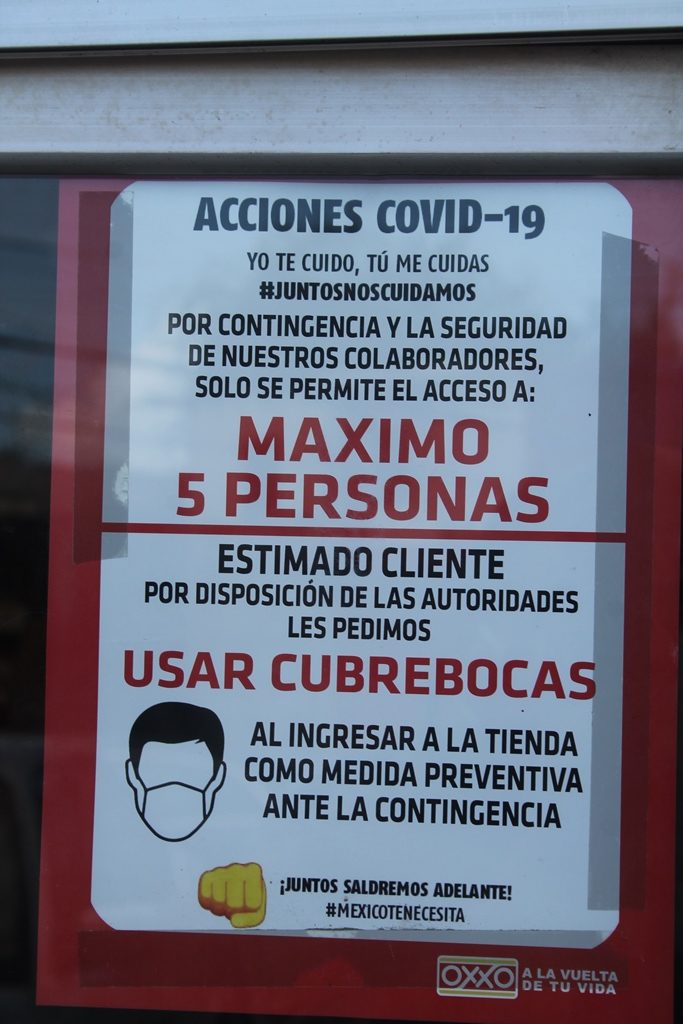 ACCIONES COVID-19
YO TE CUIDO, TÚ ME CUIDAS
#JUNTOSNOSCUIDAMOS
POR CONTINGENCIA Y LA SEGURIDAD
DE NUESTROS COLABORADORES,
SOLO SE PERMITE EL ACCESO A:
MAXIMO
5 PERSONAS
ESTIMADO CLIENTE
POR DISPOSICIÓN DE LAS AUTORIDADES
LES PEDIMOS
USAR CUBREBOCAS
AL INGRESAR A LA TIENDA
COMO MEDIDA PREVENTIVA
ANTE LA CONTINGENCIA
¡JUNTOS SALDREMOS ADELANTE!
#MEXICOTENECESITA
OXXO A LA VUELTA
DE TU VIDA